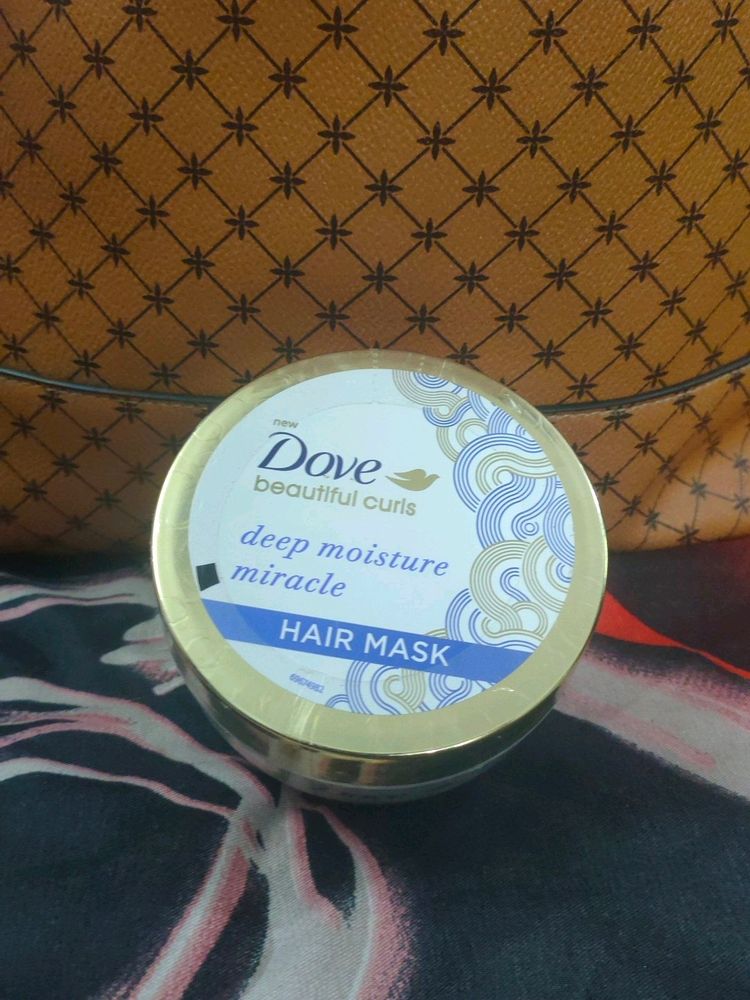 new
Dove
beautiful curls
deep moisture
miracle
HAIR MASK